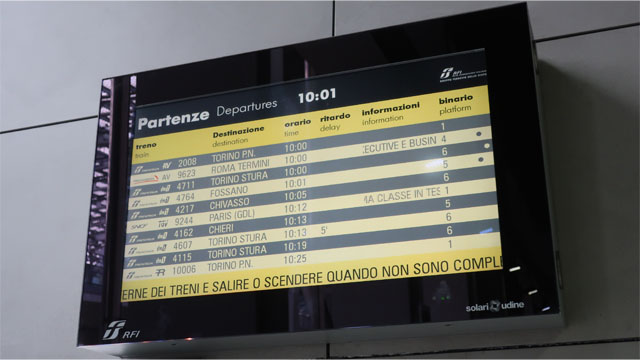 RFI
Partenze Departures 10:01
treno Destinazione orario ritardo informazioni binario
train destination time delay information platform
RV 2008 TORINO P.N. 10:00 1
AV 9623 ROMA TERMINI 10:00 ECUTIVE E BUSIN 4
4711 TORINO STURA 10:00 5
4764 FOSSANO 10:01
4217 CHIVASSO 10:05 6
TGV 9244 PARIS (GDL) 10:12 MA CLASSE IN TES 1
4162 CHIERI 10:13 5
4607 TORINO STURA 10:13 5' 6
4115 TORINO STURA 10:19 6
R 10006 TORINO P.N. 10:25 1
ERNE DEI TRENI E SALIRE O SCENDERE QUANDO NON SONO COMPL
RFI
solari udine